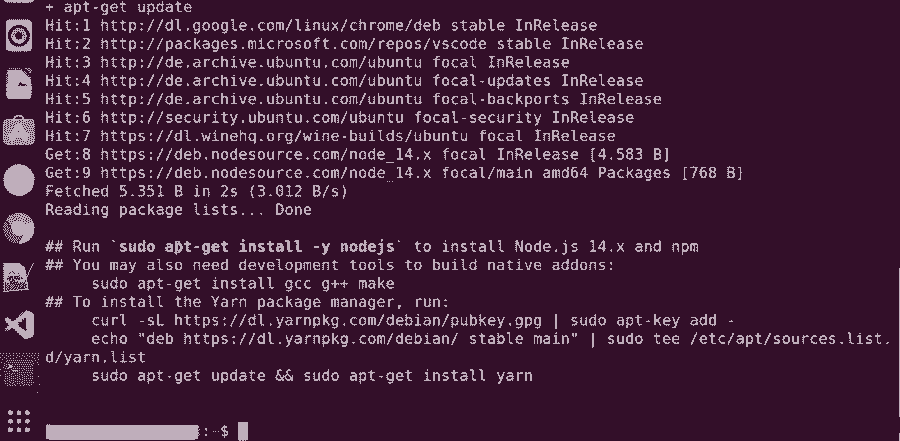 + apt-get update
Hit:1 http://dl.google.com/linux/chrome/deb stable InRelease
Hit:2 http://packages.microsoft.com/repos/vscode stable InRelease
Hit:3 http://de.archive.ubuntu.com/ubuntu focal InRelease
Hit:4 http://de.archive.ubuntu.com/ubuntu focal-updates InRelease
Hit:5 http://de.archive.ubuntu.com/ubuntu focal-backports InRelease
Hit:6 http://security.ubuntu.com/ubuntu focal-security InRelease
Hit:7 https://dl.winehq.org/wine-builds/ubuntu focal InRelease
Get:8 https://deb.nodesource.com/node_14.x focal InRelease [4.583 B]
Get:9 https://deb.nodesource.com/node_14.x focal/main amd64 Packages [768 B]
Fetched 5.351 B in 2s (3.012 B/s)
Reading package lists... Done
## Run `sudo apt-get install -y nodejs` to install Node.js 14.x and npm
## You may also need development tools to build native addons:
sudo apt-get install gcc g++ make
## To install the Yarn package manager, run:
curl -sL https://dl.yarnpkg.com/debian/pubkey.gpg | sudo apt-key add -
echo "deb https://dl.yarnpkg.com/debian/ stable main" | sudo tee /etc/apt/sources.list.
d/yarn.list
sudo apt-get update && sudo apt-get install yarn
:~$